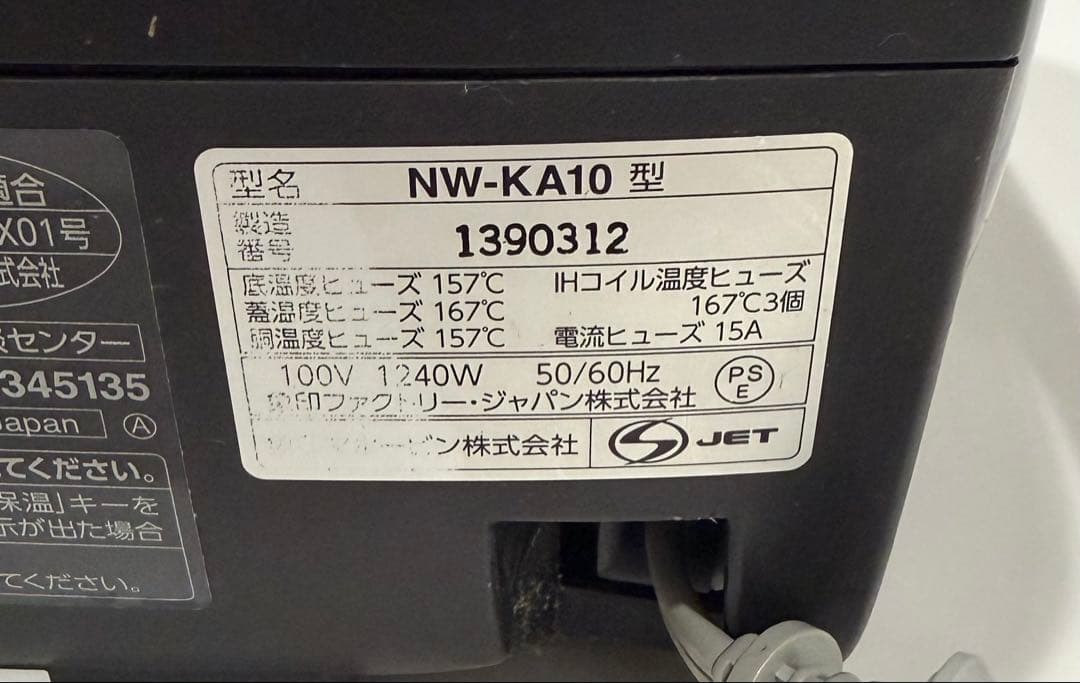 適合
X01号
式会社
センター
345135
Japan Ⓐ
てください。
保温」キーを
示が出た場合
てください。
型名 NW-KA10 型
製造
番号 1390312
底温度ヒューズ 157℃ IHコイル温度ヒューズ
蓋温度ヒューズ 167℃ 167℃3個
胴温度ヒューズ 157℃ 電流ヒューズ 15A
100V 1240W 50/60Hz PSE
象印ファクトリー・ジャパン株式会社
ビン株式会社 S JET